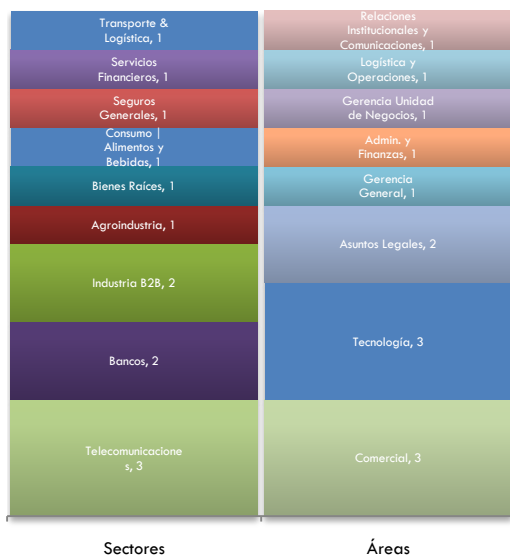 Transporte &
Logística, 1
Servicios
Financieros, 1
Seguros
Generales, 1
Consumo |
Alimentos y
Bebidas, 1
Bienes Raíces, 1
Agroindustria, 1
Industria B2B, 2
Bancos, 2
Telecomunicacione
s, 3
Relaciones
Institucionales y
Comunicaciones, 1
Logística y
Operaciones, 1
Gerencia Unidad
de Negocios, 1
Admin. y
Finanzas, 1
Gerencia
General, 1
Asuntos Legales, 2
Tecnología, 3
Comercial, 3
Sectores
Áreas